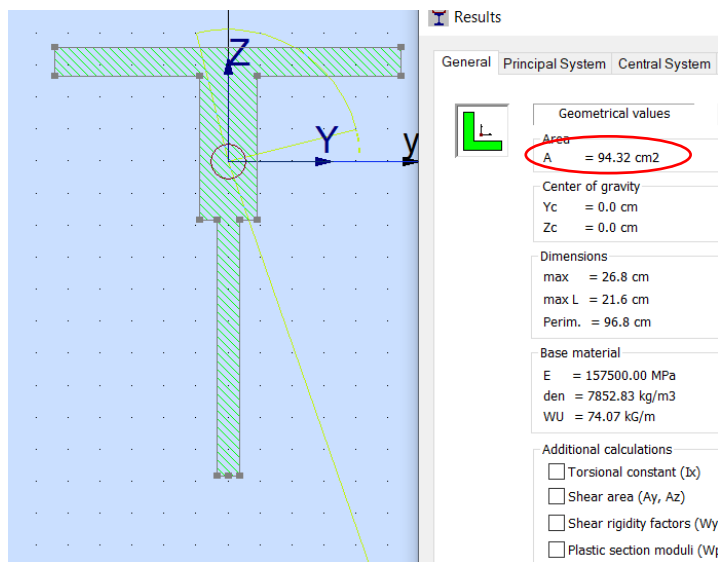 Results
General Principal System Central System
Geometrical values
Area
A = 94.32 cm2
Center of gravity
Yc = 0.0 cm
Zc = 0.0 cm
Dimensions
max = 26.8 cm
max L = 21.6 cm
Perim. = 96.8 cm
Base material
E = 157500.00 MPa
den = 7852.83 kg/m3
WU = 74.07 kG/m
Additional calculations
Torsional constant (Ix)
Shear area (Ay, Az)
Shear rigidity factors (Wy
Plastic section moduli (Wp
Z
Y
y